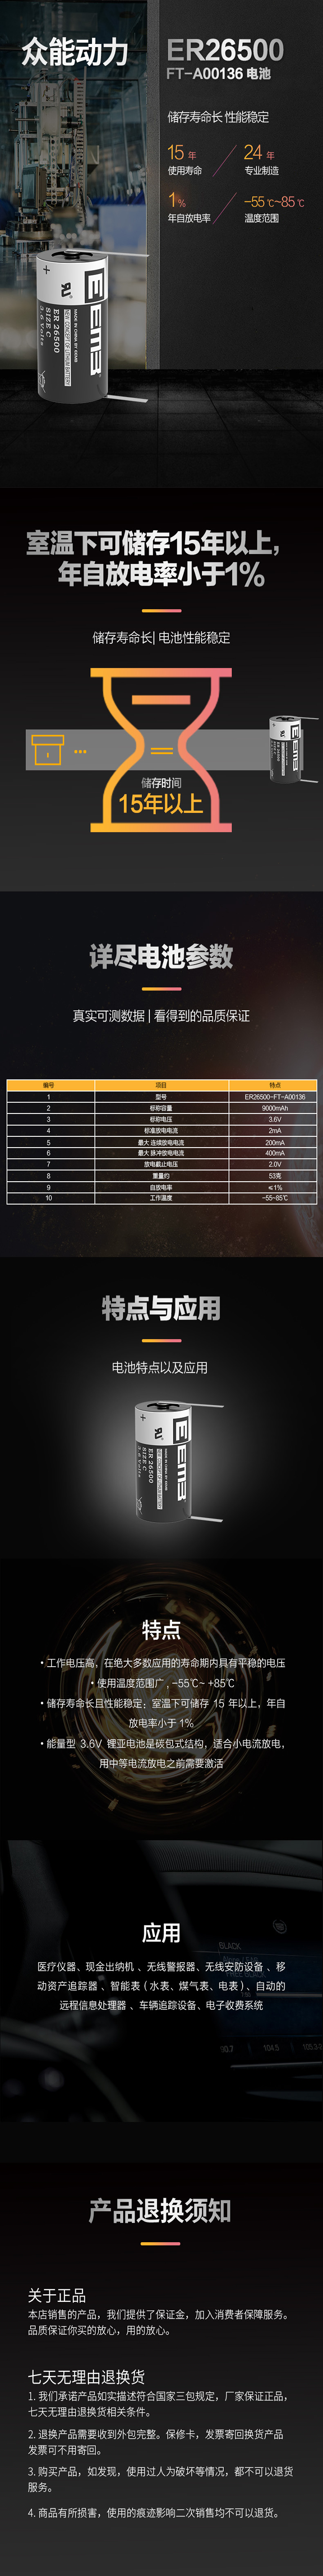 众能动力
ER26500
FT-A00136 电池
储存寿命长 性能稳定
15 年
使用寿命
24 年
专业制造
1%
年自放电率
-55℃~85℃
温度范围
EEMB
MADE IN CHINA BY EEMB
ER 26500
SIZE C
3.6 Volts
室温下可储存15年以上，
年自放电率小于1%
储存寿命长| 电池性能稳定
储存时间
15年以上
详尽电池参数
真实可测数据 | 看得到的品质保证
编号 项目 特点
1 型号 ER26500-FT-A00136
2 标称容量 9000mAh
3 标称电压 3.6V
4 标准放电电流 2mA
5 最大 连续放电电流 200mA
6 最大 脉冲放电电流 400mA
7 放电截止电压 2.0V
8 重量约 53克
9 自放电率 ≤1%
10 工作温度 -55~85℃
特点与应用
电池特点以及应用
EEMB
MADE IN CHINA BY EEMB
ER 26500
SIZE C
3.6 Volts
特点
• 工作电压高，在绝大多数应用的寿命期内具有平稳的电压
• 使用温度范围广，-55℃~ +85℃
• 储存寿命长且性能稳定：室温下可储存 15 年以上，年自
放电率小于 1%
• 能量型 3.6V 锂亚电池是碳包式结构，适合小电流放电，
用中等电流放电之前需要激活
应用
医疗仪器、现金出纳机 、无线警报器、无线安防设备 、移
动资产追踪器 、智能表 ( 水表、煤气表、电表 ) 、自动的
远程信息处理器 、车辆追踪设备、电子收费系统
BLACK
90.7
104.5
产品退换须知
关于正品
本店销售的产品，我们提供了保证金，加入消费者保障服务。
品质保证你买的放心，用的放心。
七天无理由退换货
1. 我们承诺产品如实描述符合国家三包规定，厂家保证正品，
七天无理由退换货相关条件。
2. 退换产品需要收到外包完整。保修卡，发票寄回换货产品
发票可不用寄回。
3. 购买产品，如发现，使用过人为破坏等情况，都不可以退货
服务。
4. 商品有所损害，使用的痕迹影响二次销售均不可以退货。